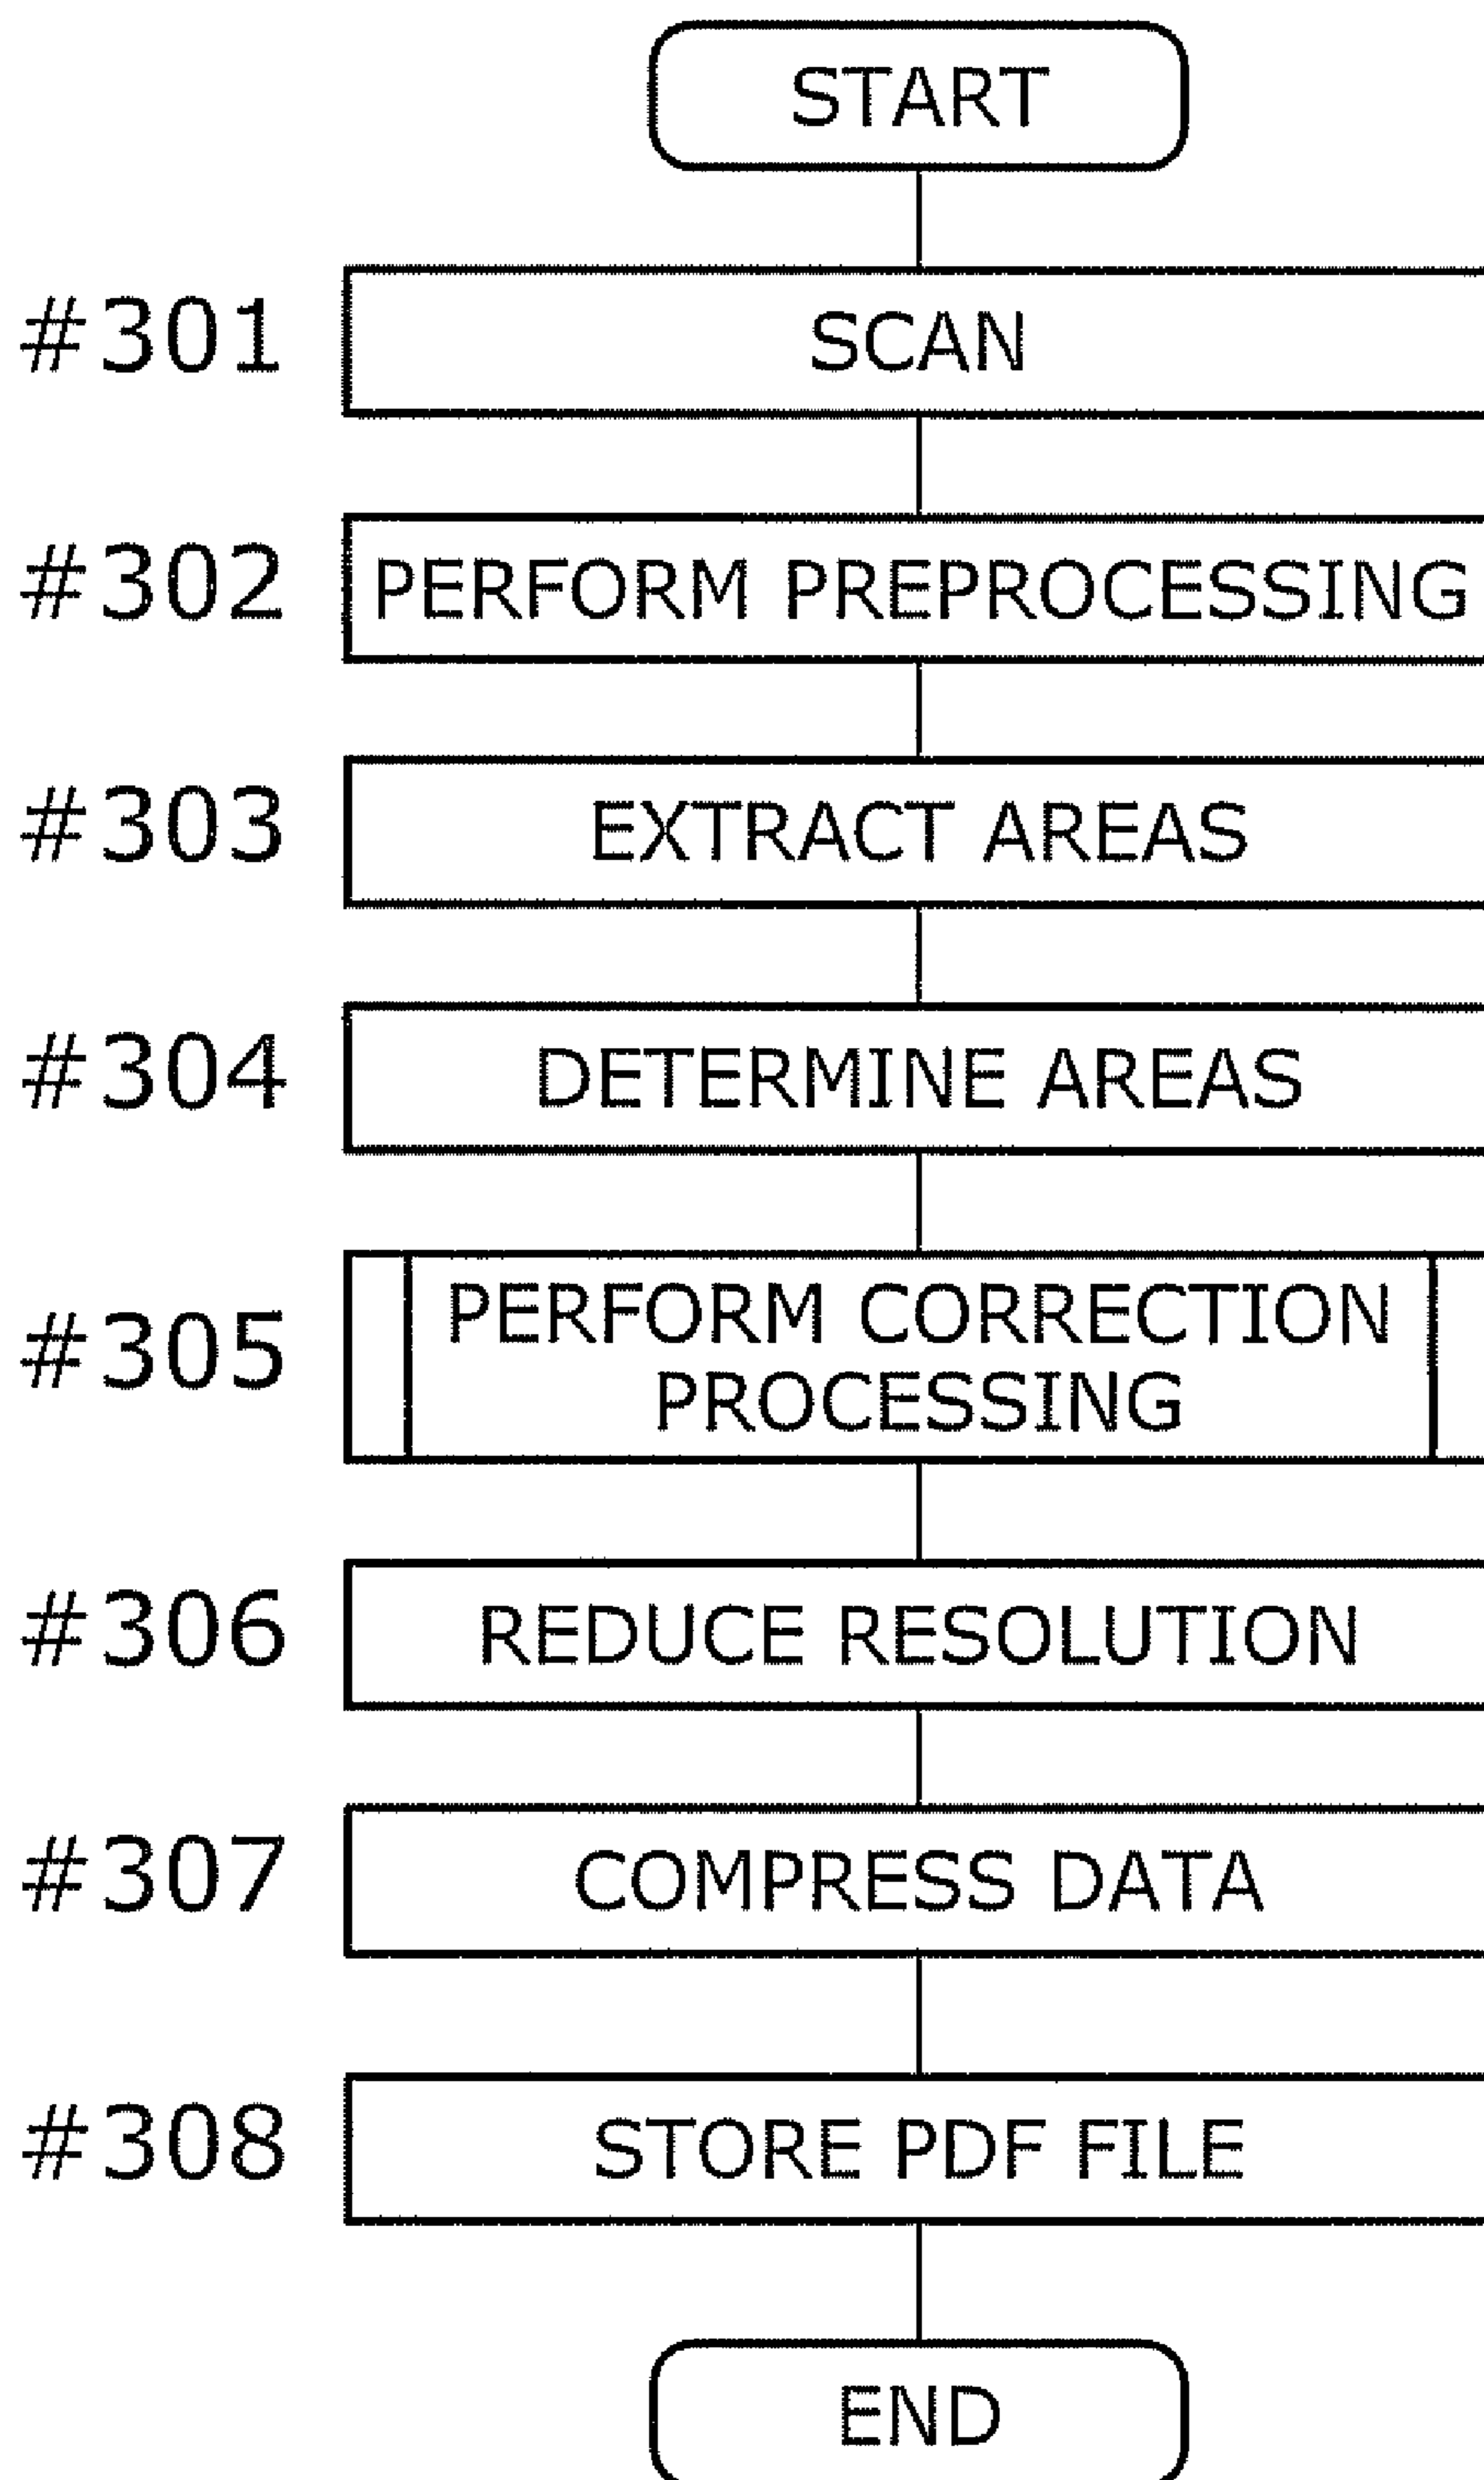 START
#301 SCAN
#302 PERFORM PREPROCESSING
#303 EXTRACT AREAS
#304 DETERMINE AREAS
#305 PERFORM CORRECTION
PROCESSING
#306 REDUCE RESOLUTION
#307 COMPRESS DATA
#308 STORE PDF FILE
END